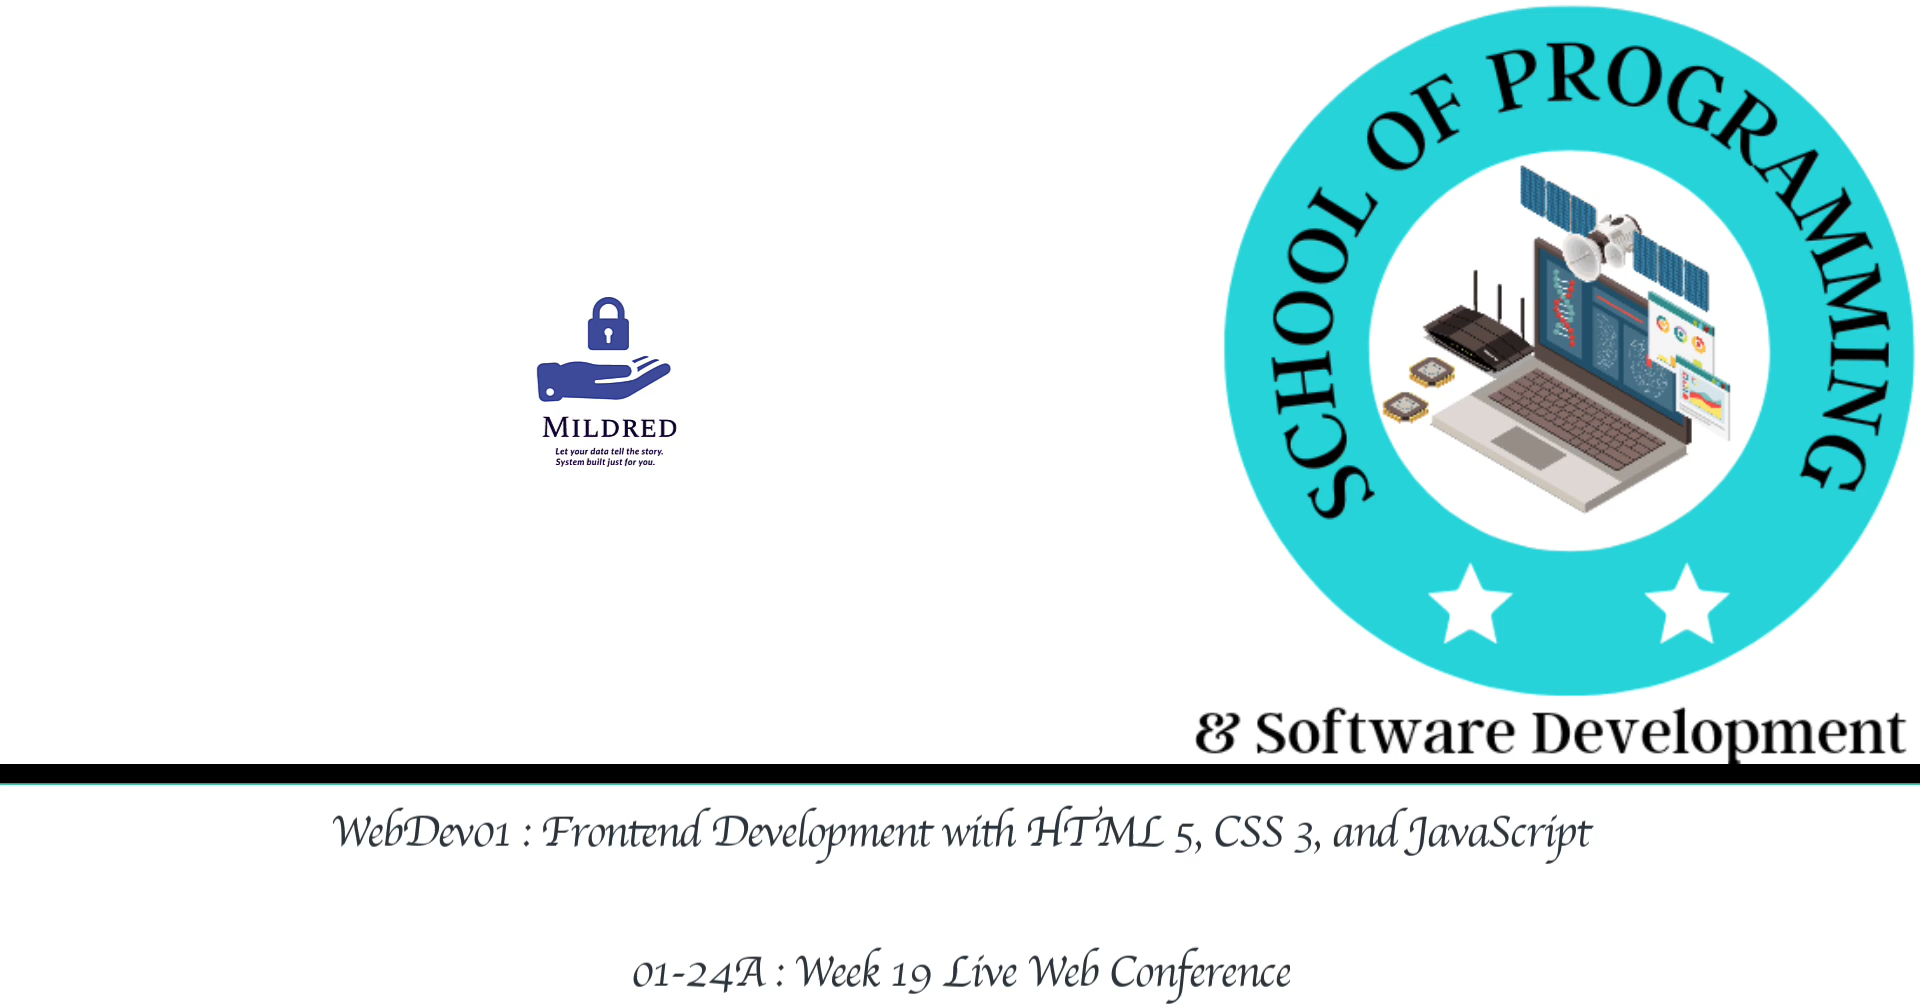 SCHOOL OF PROGRAMMING
MILDRED
Let your data tell the story.
System built just for you.
& Software Development
WebDev01 : Frontend Development with HTML 5, CSS 3, and JavaScript
01-24A : Week 19 Live Web Conference